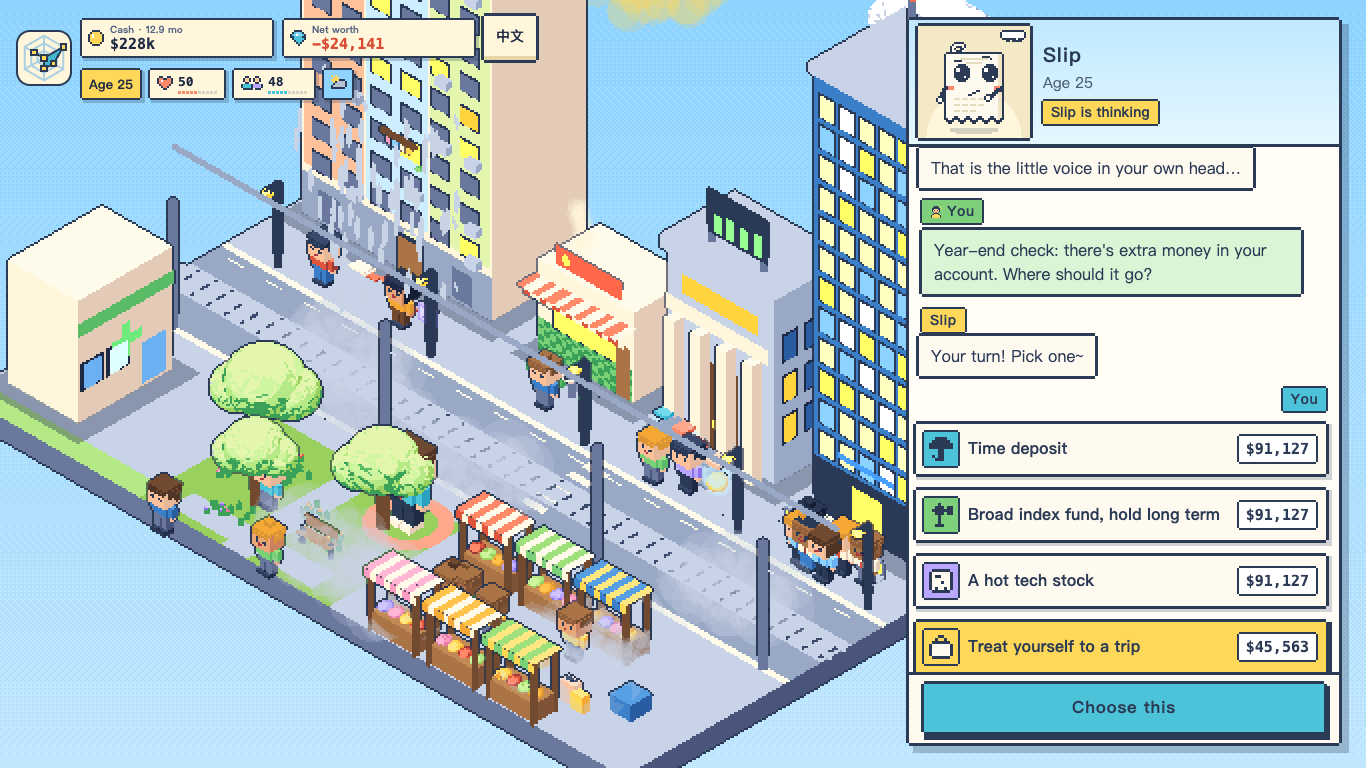 Cash · 12.9 mo
$228k
Net worth
−$24,141
中文
Age 25
50
48
Slip
Age 25
Slip is thinking
That is the little voice in your own head…
You
Year-end check: there's extra money in your
account. Where should it go?
Slip
Your turn! Pick one~
You
Time deposit
$91,127
Broad index fund, hold long term
$91,127
A hot tech stock
$91,127
Treat yourself to a trip
$45,563
Choose this